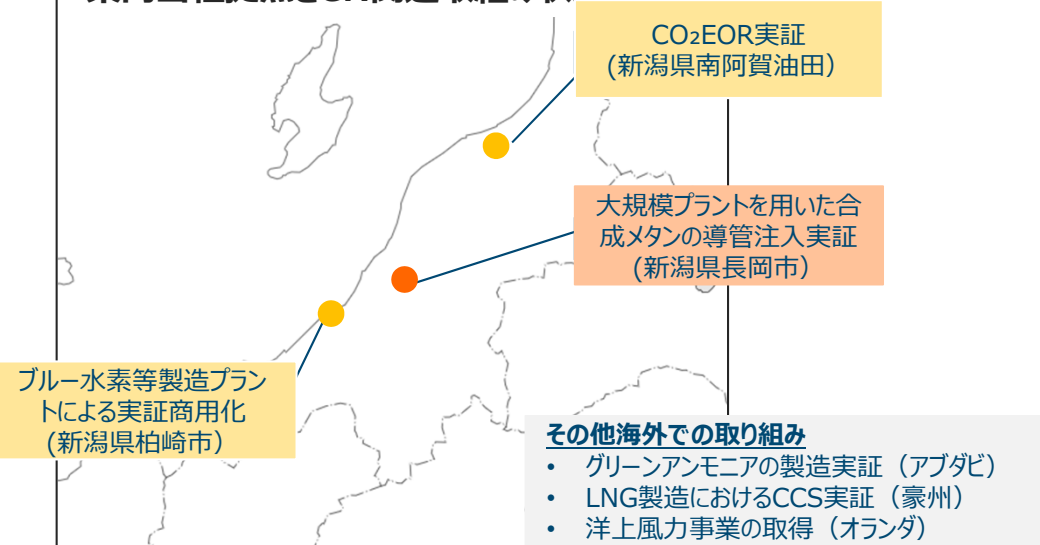 CO₂EOR実証
(新潟県南阿賀油田)
大規模プラントを用いた合
成メタンの導管注入実証
(新潟県長岡市)
ブルー水素等製造プラン
トによる実証商用化
(新潟県柏崎市)
その他海外での取り組み
• グリーンアンモニアの製造実証（アブダビ）
• LNG製造におけるCCS実証（豪州）
• 洋上風力事業の取得（オランダ）